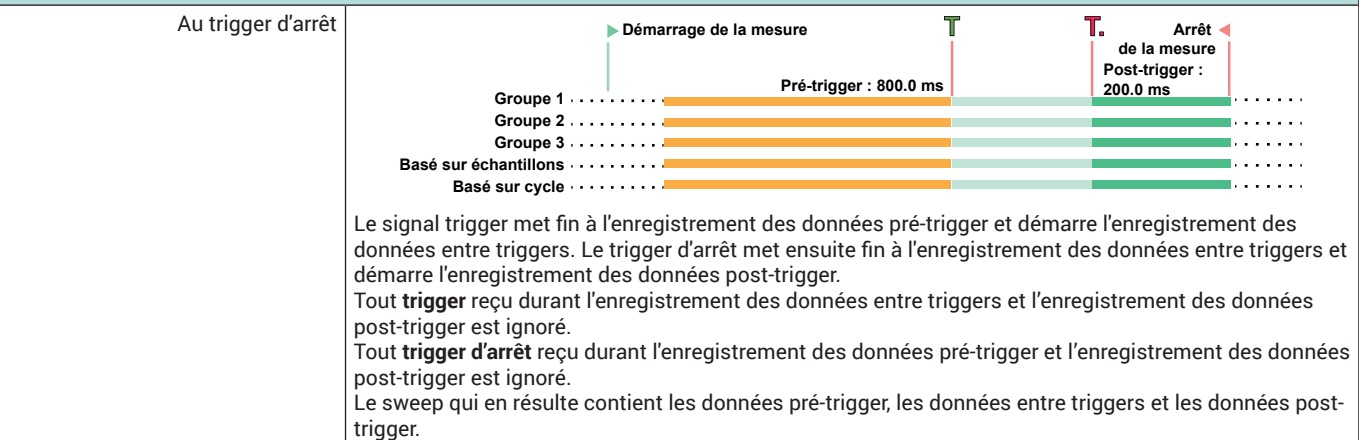 Au trigger d'arrêt
Démarrage de la mesure
T
T.
Arrêt
de la mesure
Pré-trigger : 800.0 ms
Post-trigger :
200.0 ms
Groupe 1
Groupe 2
Groupe 3
Basé sur échantillons
Basé sur cycle
Le signal trigger met fin à l'enregistrement des données pré-trigger et démarre l'enregistrement des
données entre triggers. Le trigger d'arrêt met ensuite fin à l'enregistrement des données entre triggers et
démarre l'enregistrement des données post-trigger.
Tout trigger reçu durant l'enregistrement des données entre triggers et l’enregistrement des données
post-trigger est ignoré.
Tout trigger d’arrêt reçu durant l'enregistrement des données pré-trigger et l’enregistrement des données
post-trigger est ignoré.
Le sweep qui en résulte contient les données pré-trigger, les données entre triggers et les données post-
trigger.